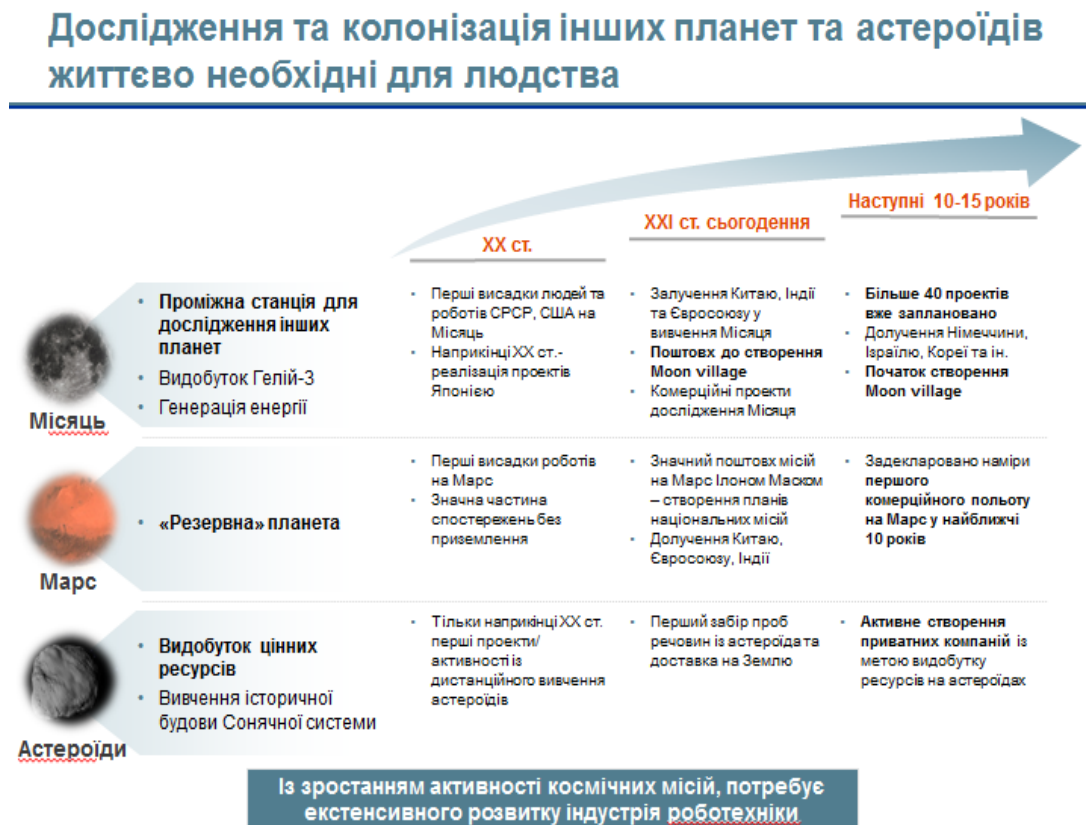 Дослідження та колонізація інших планет та астероїдів
життєво необхідні для людства
XX ст.
XXI ст. сьогодення
Наступні 10-15 років
Місяць
• Проміжна станція для
дослідження інших
планет
• Видобуток Гелій-3
• Генерація енергії
• Перші висадки людей та
роботів СРСР, США на
Місяць
• Наприкінці XX ст.-
реалізація проектів
Японією
• Залучення Китаю, Індії
та Євросоюзу у
вивчення Місяця
• Поштовх до створення
Moon village
• Комерційні проекти
дослідження Місяця
• Більше 40 проектів
вже заплановано
• Долучення Німеччини,
Ізраїлю, Кореї та ін.
• Початок створення
Moon village
Марс
• «Резервна» планета
• Перші висадки роботів
на Марс
• Значна частина
спостережень без
приземлення
• Значний поштовх місій
на Марс Ілоном Маском
– створення планів
національних місій
• Долучення Китаю,
Євросоюзу, Індії
• Задекларовано наміри
першого
комерційного польоту
на Марс у найближчі
10 років
Астероїди
• Видобуток цінних
ресурсів
• Вивчення історичної
будови Сонячної системи
• Тільки наприкінці XX ст.
перші проекти/
активності із
дистанційного вивчення
астероїдів
• Перший забір проб
речовин із астероїда та
доставка на Землю
• Активне створення
приватних компаній із
метою видобутку
ресурсів на астероїдах
Із зростанням активності космічних місій, потребує
екстенсивного розвитку індустрія роботехніки